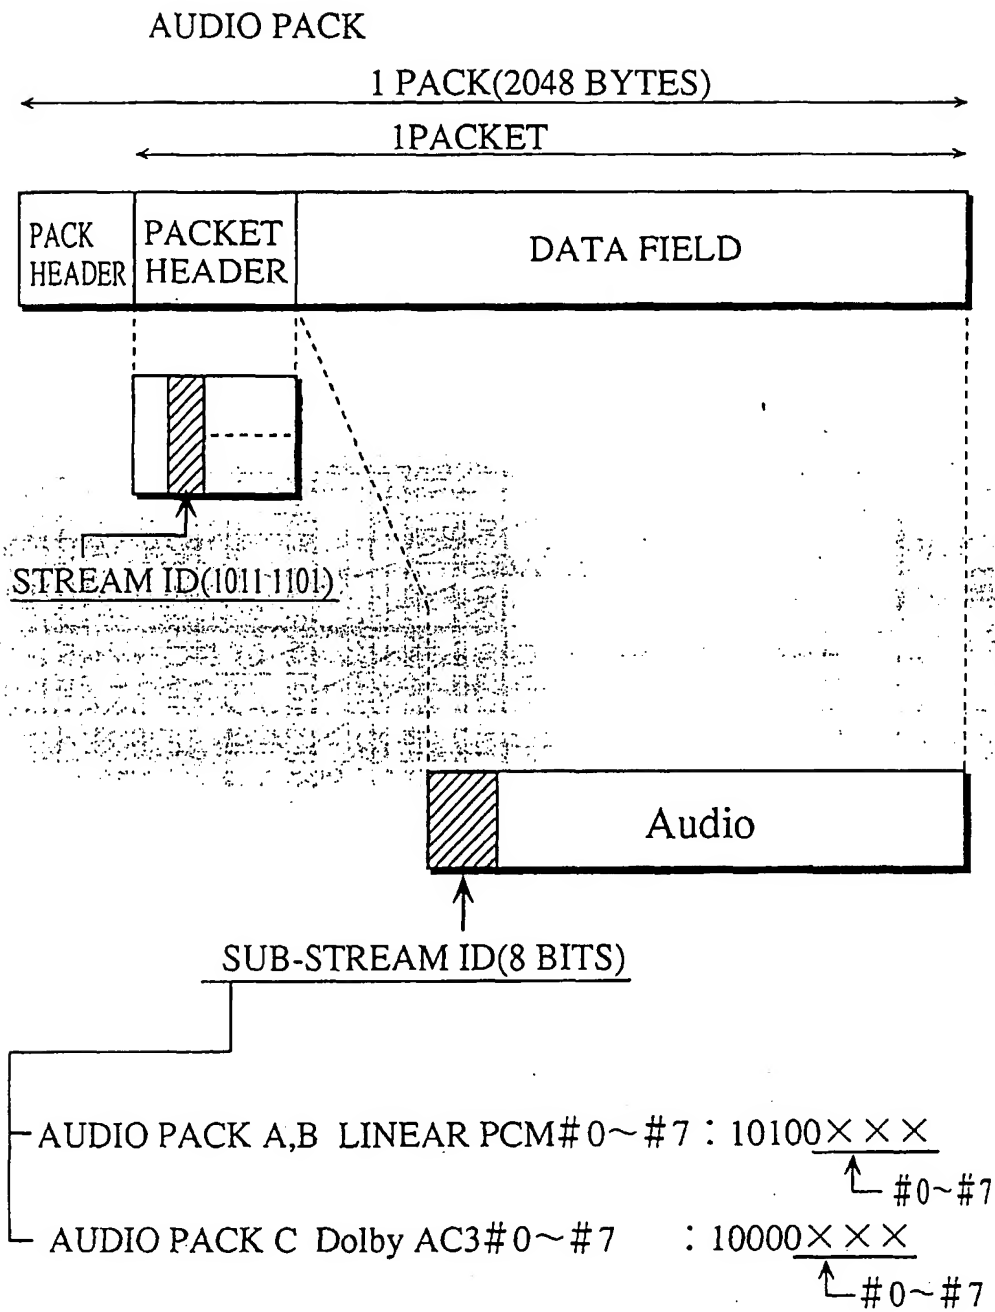 AUDIO PACK
1 PACK(2048 BYTES)
1PACKET
PACK HEADER
PACKET HEADER
DATA FIELD
STREAM ID(1011 1101)
Audio
SUB-STREAM ID(8 BITS)
AUDIO PACK A,B LINEAR PCM#0~#7 : 10100×××
#0~#7
AUDIO PACK C Dolby AC3#0~#7 : 10000×××
#0~#7